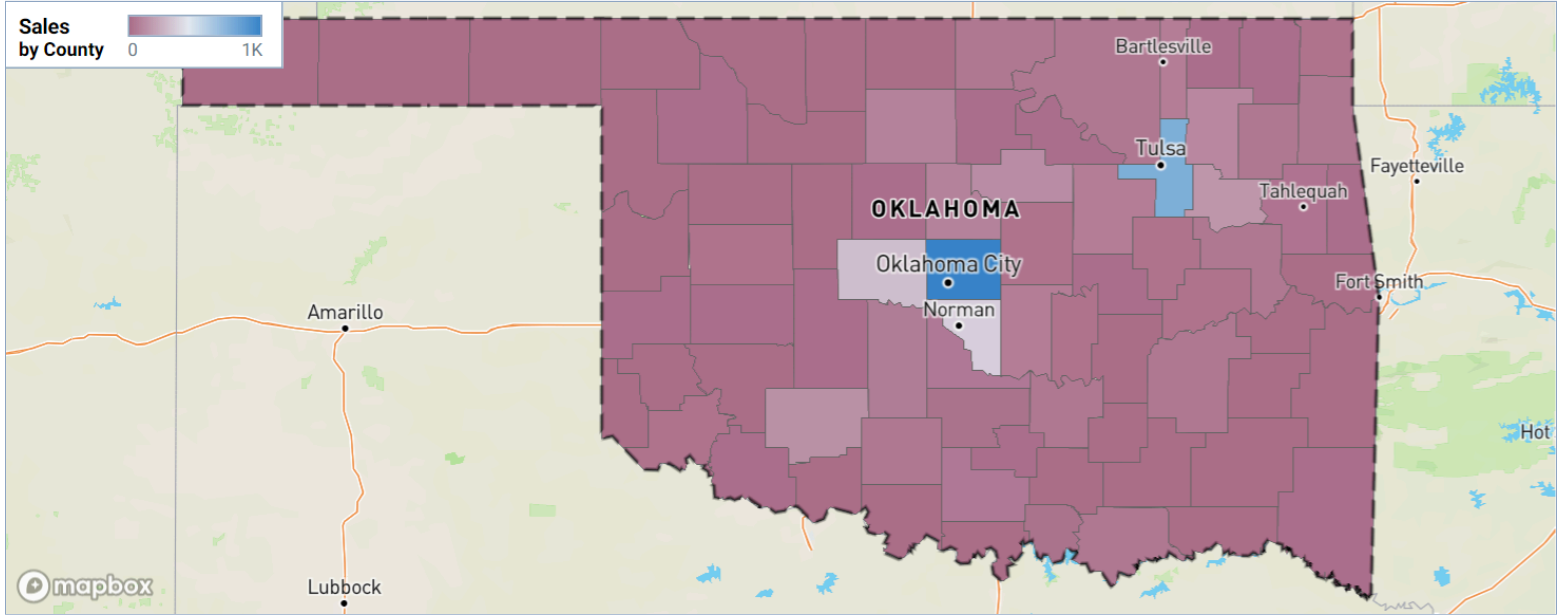 Sales
by County
0 1K
Bartlesville
Tulsa
Fayetteville
Tahlequah
OKLAHOMA
Oklahoma City
Fort Smith
Norman
Amarillo
Hot
mapbox
Lubbock